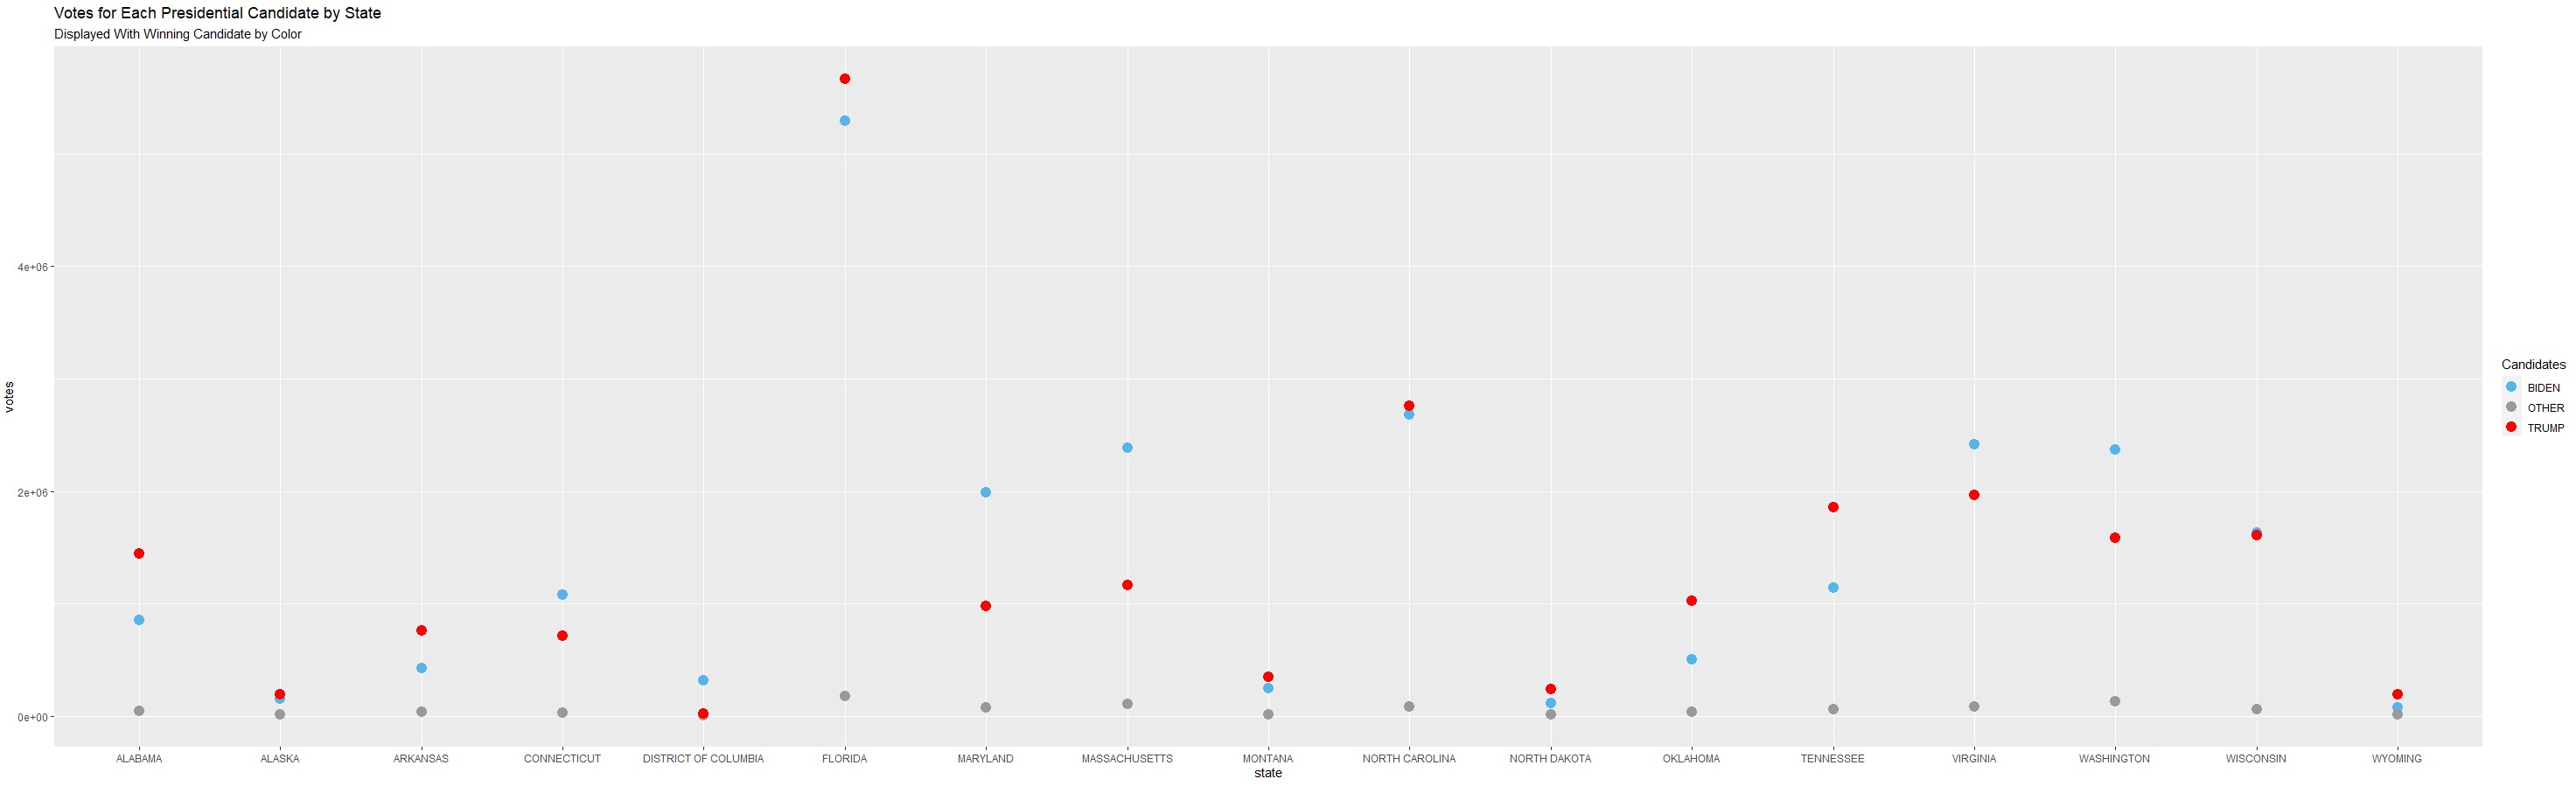 Votes for Each Presidential Candidate by State
Displayed With Winning Candidate by Color
votes
4e+06
2e+06
0e+00
ALABAMA ALASKA ARKANSAS CONNECTICUT DISTRICT OF COLUMBIA FLORIDA MARYLAND MASSACHUSETTS MONTANA NORTH CAROLINA NORTH DAKOTA OKLAHOMA TENNESSEE VIRGINIA WASHINGTON WISCONSIN WYOMING
state
Candidates
BIDEN
OTHER
TRUMP